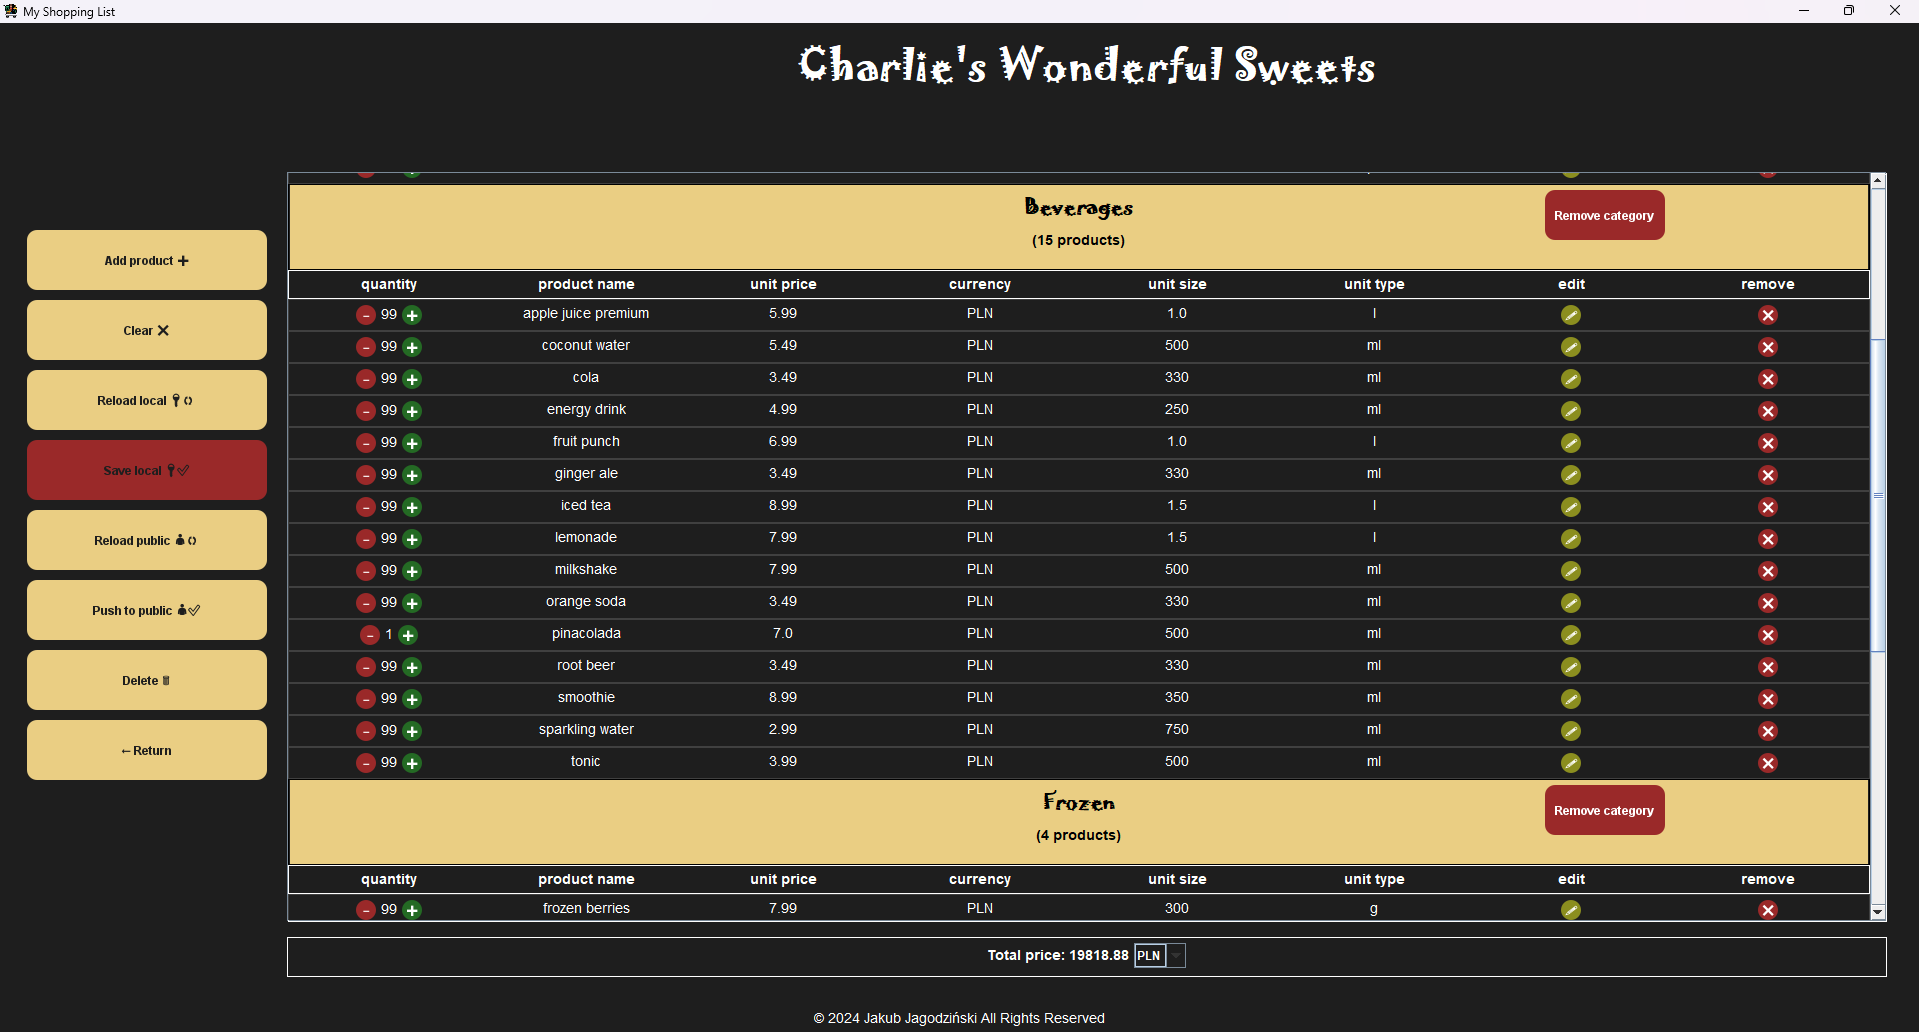 My Shopping List
Charlie's Wonderful Sweets
Add product
Clear
Reload local
Save local
Reload public
Push to public
Delete
←Return
Beverages
(15 products)
Remove category
quantity product name unit price currency unit size unit type edit remove
- 99 + apple juice premium 5.99 PLN 1.0 l
- 99 + coconut water 5.49 PLN 500 ml
- 99 + cola 3.49 PLN 330 ml
- 99 + energy drink 4.99 PLN 250 ml
- 99 + fruit punch 6.99 PLN 1.0 l
- 99 + ginger ale 3.49 PLN 330 ml
- 99 + iced tea 8.99 PLN 1.5 l
- 99 + lemonade 7.99 PLN 1.5 l
- 99 + milkshake 7.99 PLN 500 ml
- 99 + orange soda 3.49 PLN 330 ml
- 1 + pinacolada 7.0 PLN 500 ml
- 99 + root beer 3.49 PLN 330 ml
- 99 + smoothie 8.99 PLN 350 ml
- 99 + sparkling water 2.99 PLN 750 ml
- 99 + tonic 3.99 PLN 500 ml
Frozen
(4 products)
Remove category
quantity product name unit price currency unit size unit type edit remove
- 99 + frozen berries 7.99 PLN 300 g
Total price: 19818.88 PLN
© 2024 Jakub Jagodziński All Rights Reserved